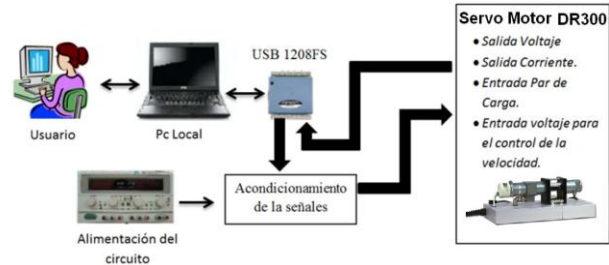 Servo Motor DR300
• Salida Voltaje
• Salida Corriente.
• Entrada Par de
Carga.
• Entrada voltaje para
el control de la
velocidad.
USB 1208FS
Usuario
Pc Local
Acondicionamiento
de la señales
Alimentación del
circuito